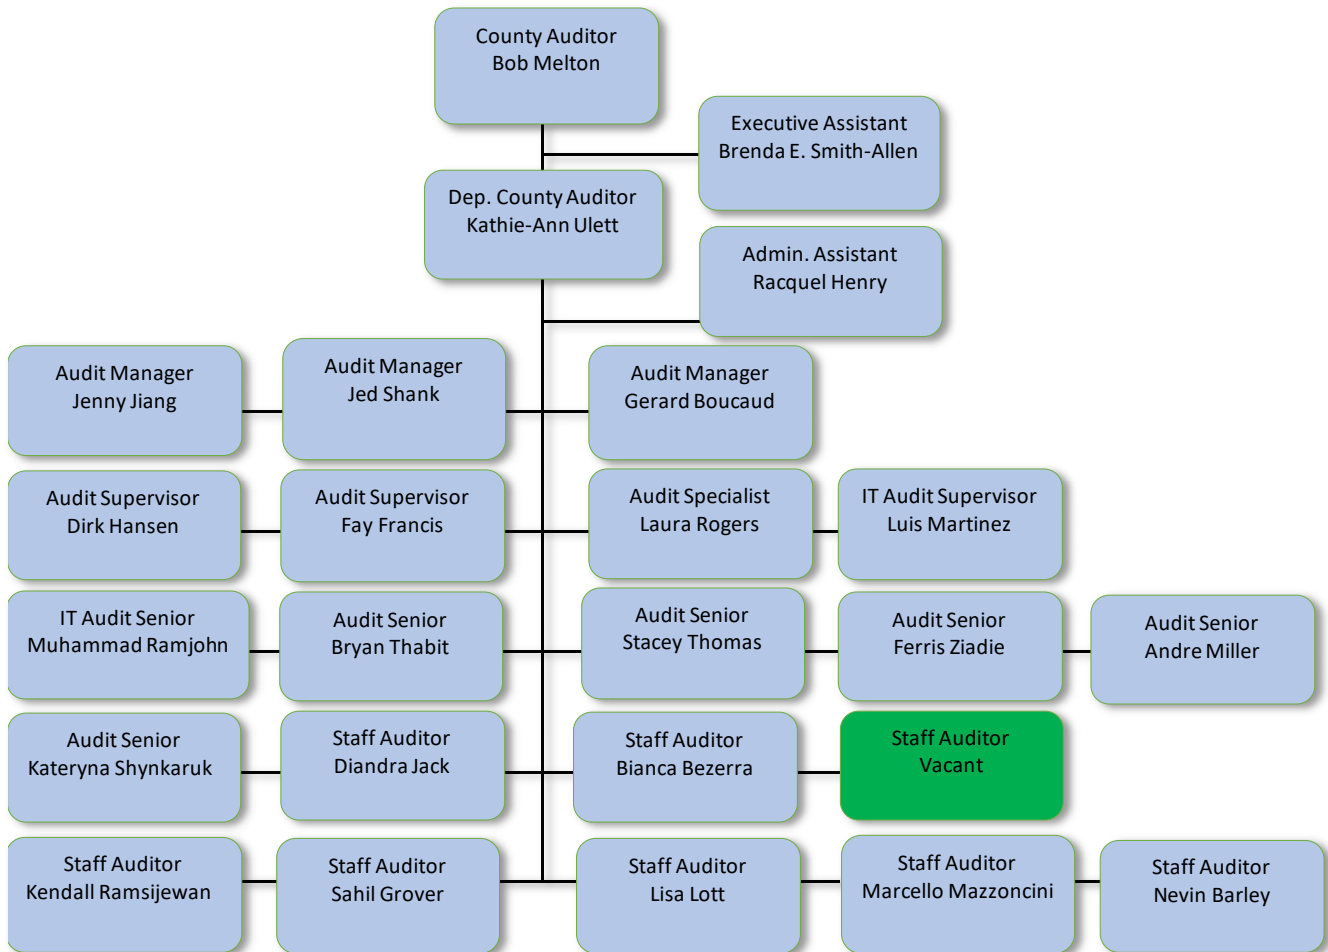 County Auditor
Bob Melton
Executive Assistant
Brenda E. Smith-Allen
Dep. County Auditor
Kathie-Ann Ulett
Admin. Assistant
Racquel Henry
Audit Manager
Jenny Jiang
Audit Manager
Jed Shank
Audit Manager
Gerard Boucaud
Audit Supervisor
Dirk Hansen
Audit Supervisor
Fay Francis
Audit Specialist
Laura Rogers
IT Audit Supervisor
Luis Martinez
IT Audit Senior
Muhammad Ramjohn
Audit Senior
Bryan Thabit
Audit Senior
Stacey Thomas
Audit Senior
Ferris Ziadie
Audit Senior
Andre Miller
Audit Senior
Kateryna Shynkaruk
Staff Auditor
Diandra Jack
Staff Auditor
Bianca Bezerra
Staff Auditor
Vacant
Staff Auditor
Kendall Ramsijewan
Staff Auditor
Sahil Grover
Staff Auditor
Lisa Lott
Staff Auditor
Marcello Mazzoncini
Staff Auditor
Nevin Barley